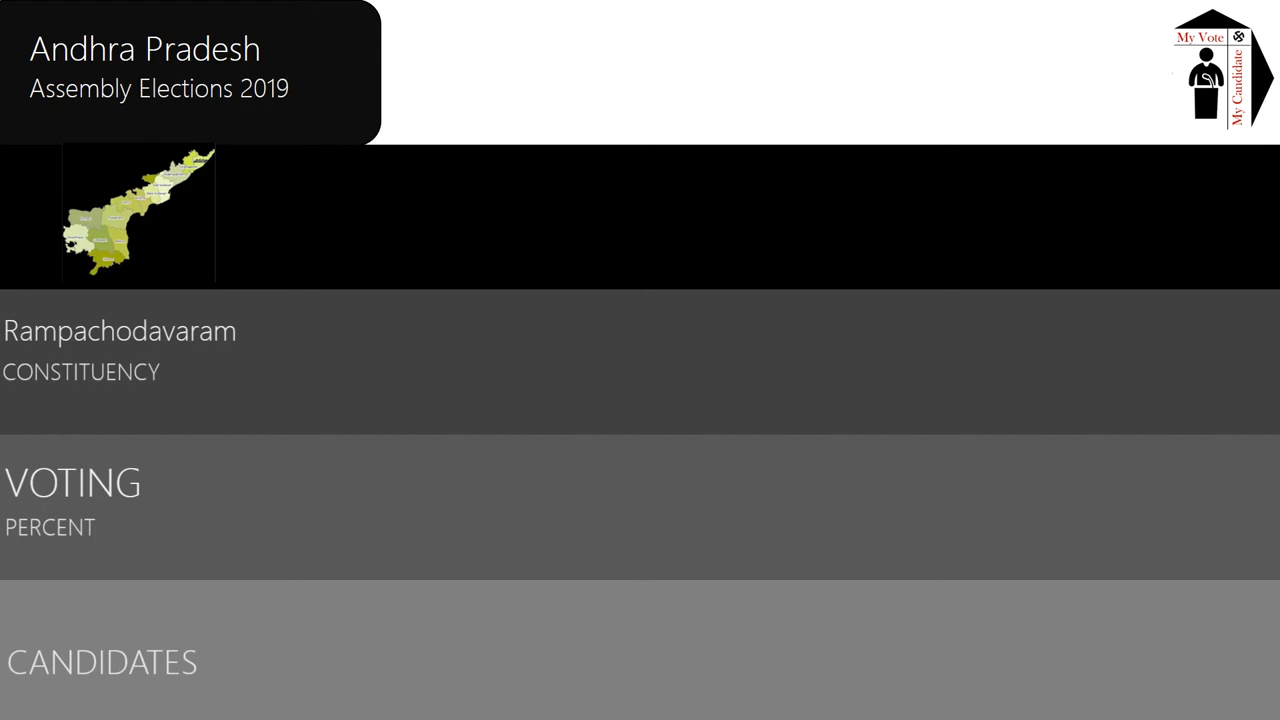 Andhra Pradesh
Assembly Elections 2019
My Vote
My Candidate
Rampachodavaram
CONSTITUENCY
VOTING
PERCENT
CANDIDATES